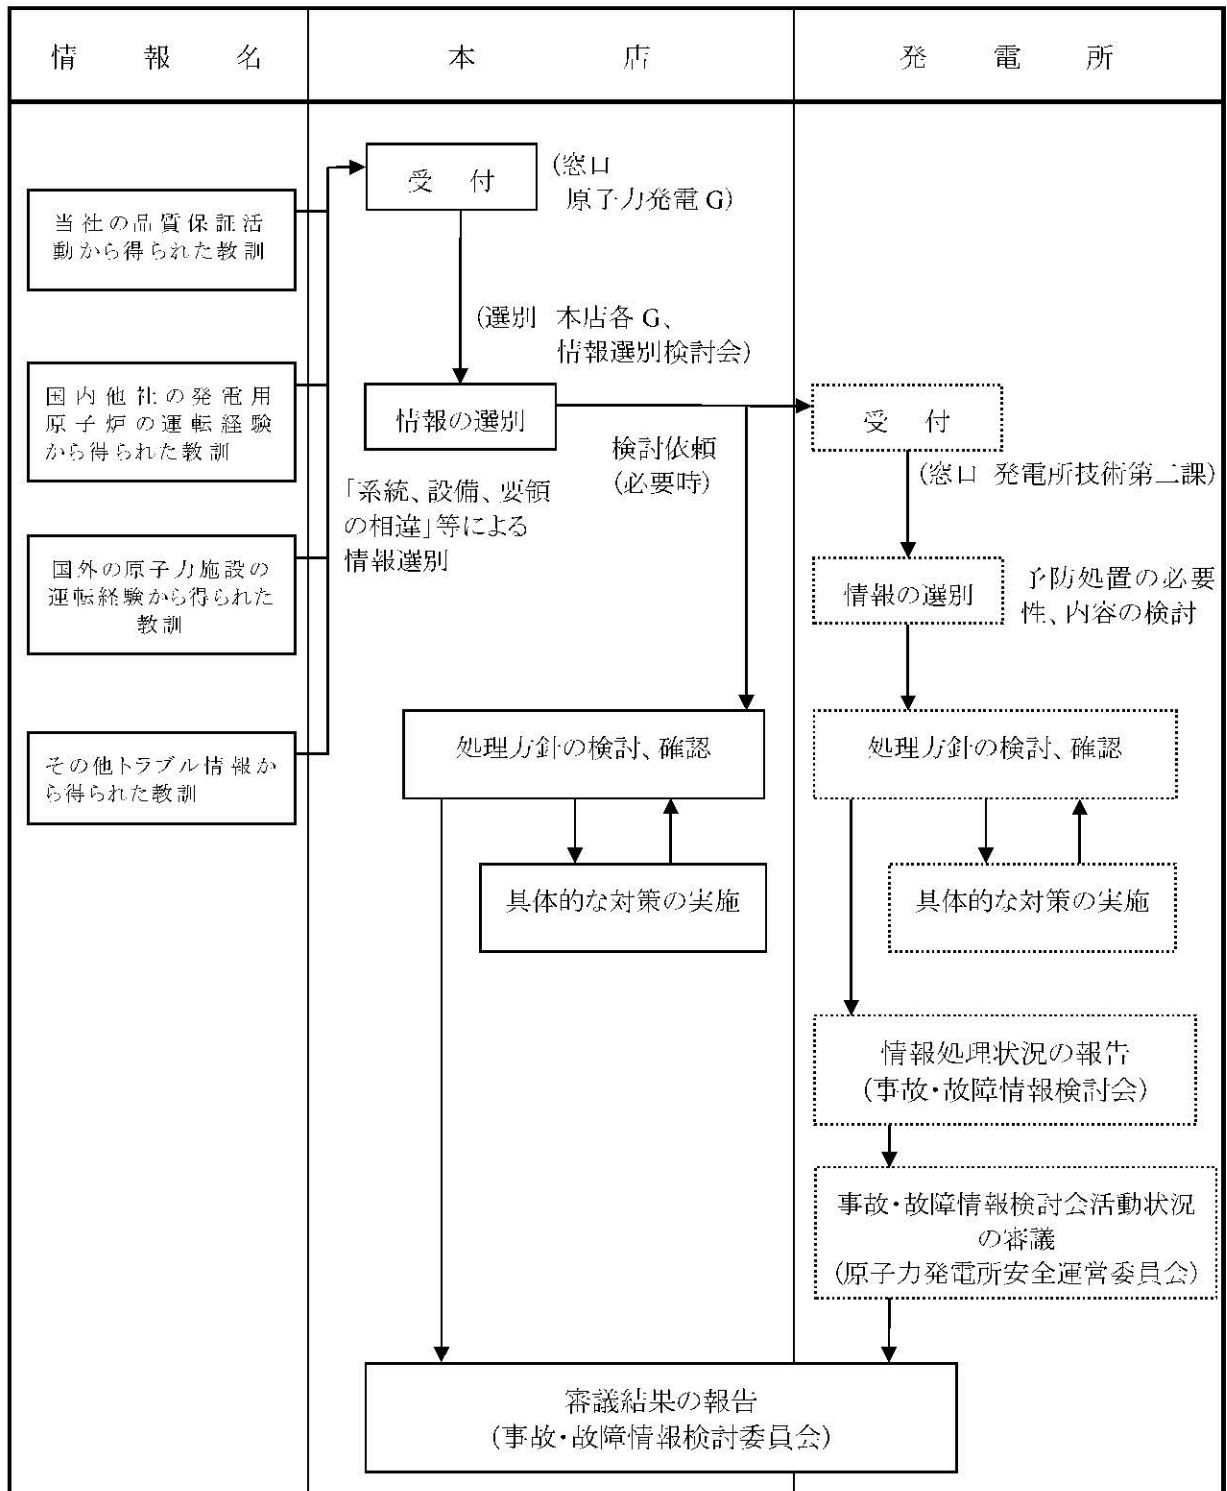 情報名
本店
発電所
当社の品質保証活
動から得られた教訓
国内他社の発電用
原子炉の運転経験
から得られた教訓
国外の原子力施設の
運転経験から得られた
教訓
その他トラブル情報か
ら得られた教訓
受付
(窓口
原子力発電G)
(選別 本店各G、
情報選別検討会)
情報の選別
検討依頼
(必要時)
「系統、設備、要領
の相違」等による
情報選別
処理方針の検討、確認
具体的な対策の実施
受付
(窓口 発電所技術第二課)
情報の選別
予防処置の必要
性、内容の検討
処理方針の検討、確認
具体的な対策の実施
情報処理状況の報告
(事故・故障情報検討会)
事故・故障情報検討会活動状況
の審議
(原子力発電所安全運営委員会)
審議結果の報告
(事故・故障情報検討委員会)